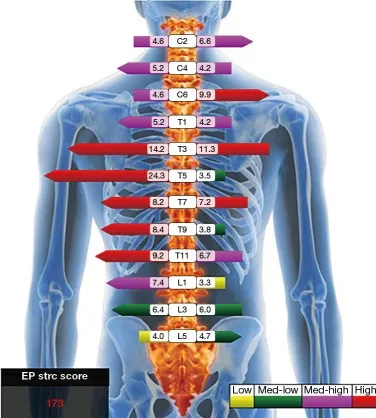 4.6 C2 6.6
5.2 C4 4.2
4.6 C6 9.9
5.2 T1 4.2
14.2 T3 11.3
24.3 T5 3.5
8.2 T7 7.2
8.4 T9 3.8
9.2 T11 6.7
7.4 L1 3.3
6.4 L3 6.0
4.0 L5 4.7
EP strc score
173
Low Med-low Med-high High